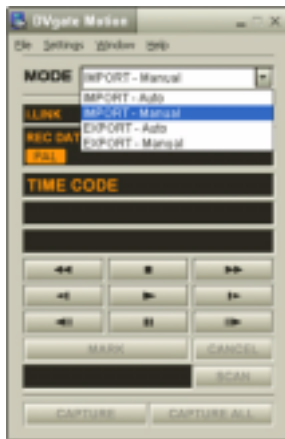 DVgate Motion
File Settings Window Help
MODE IMPORT - Manual
IMPORT - Auto
i.LINK IMPORT - Manual
REC DAT EXPORT - Auto
EXPORT - Manual
PAL
TIME CODE
MARK CANCEL
SCAN
CAPTURE CAPTURE ALL